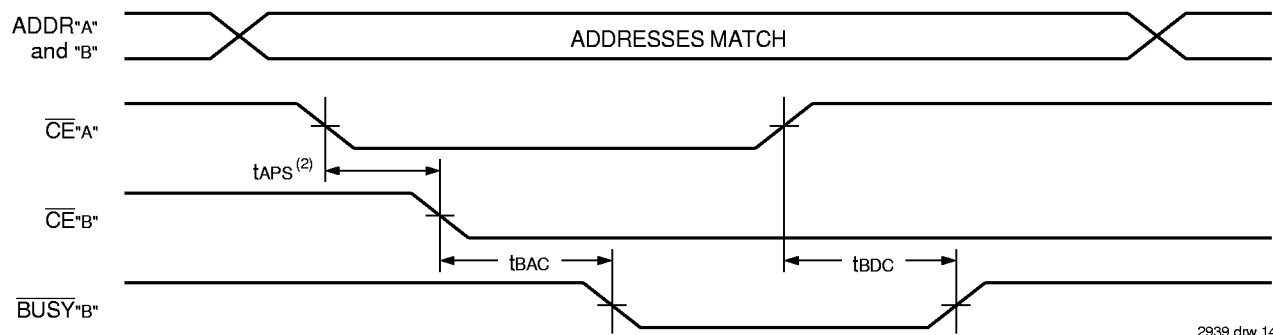 ADDR"A"
and "B"
ADDRESSES MATCH
CE"A"
tAPS (2)
CE"B"
tBAC
tBDC
BUSY"B"
2939 drw 14